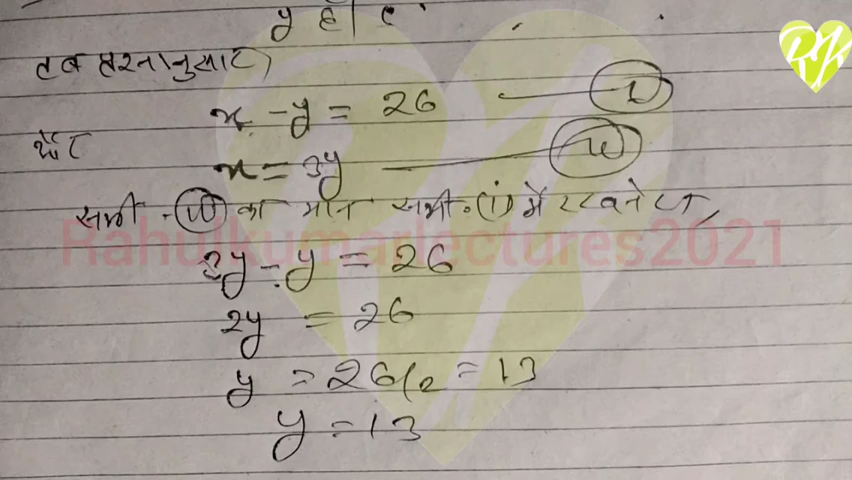 y है।
तब प्रश्नानुसार
x - y = 26 — (i)
और
x = 3y — (ii)
समी. (ii) का मान समी. (i) में रखने पर,
Rahulkumarlectures2021
3y - y = 26
2y = 26
y = 26/2 = 13
y = 13